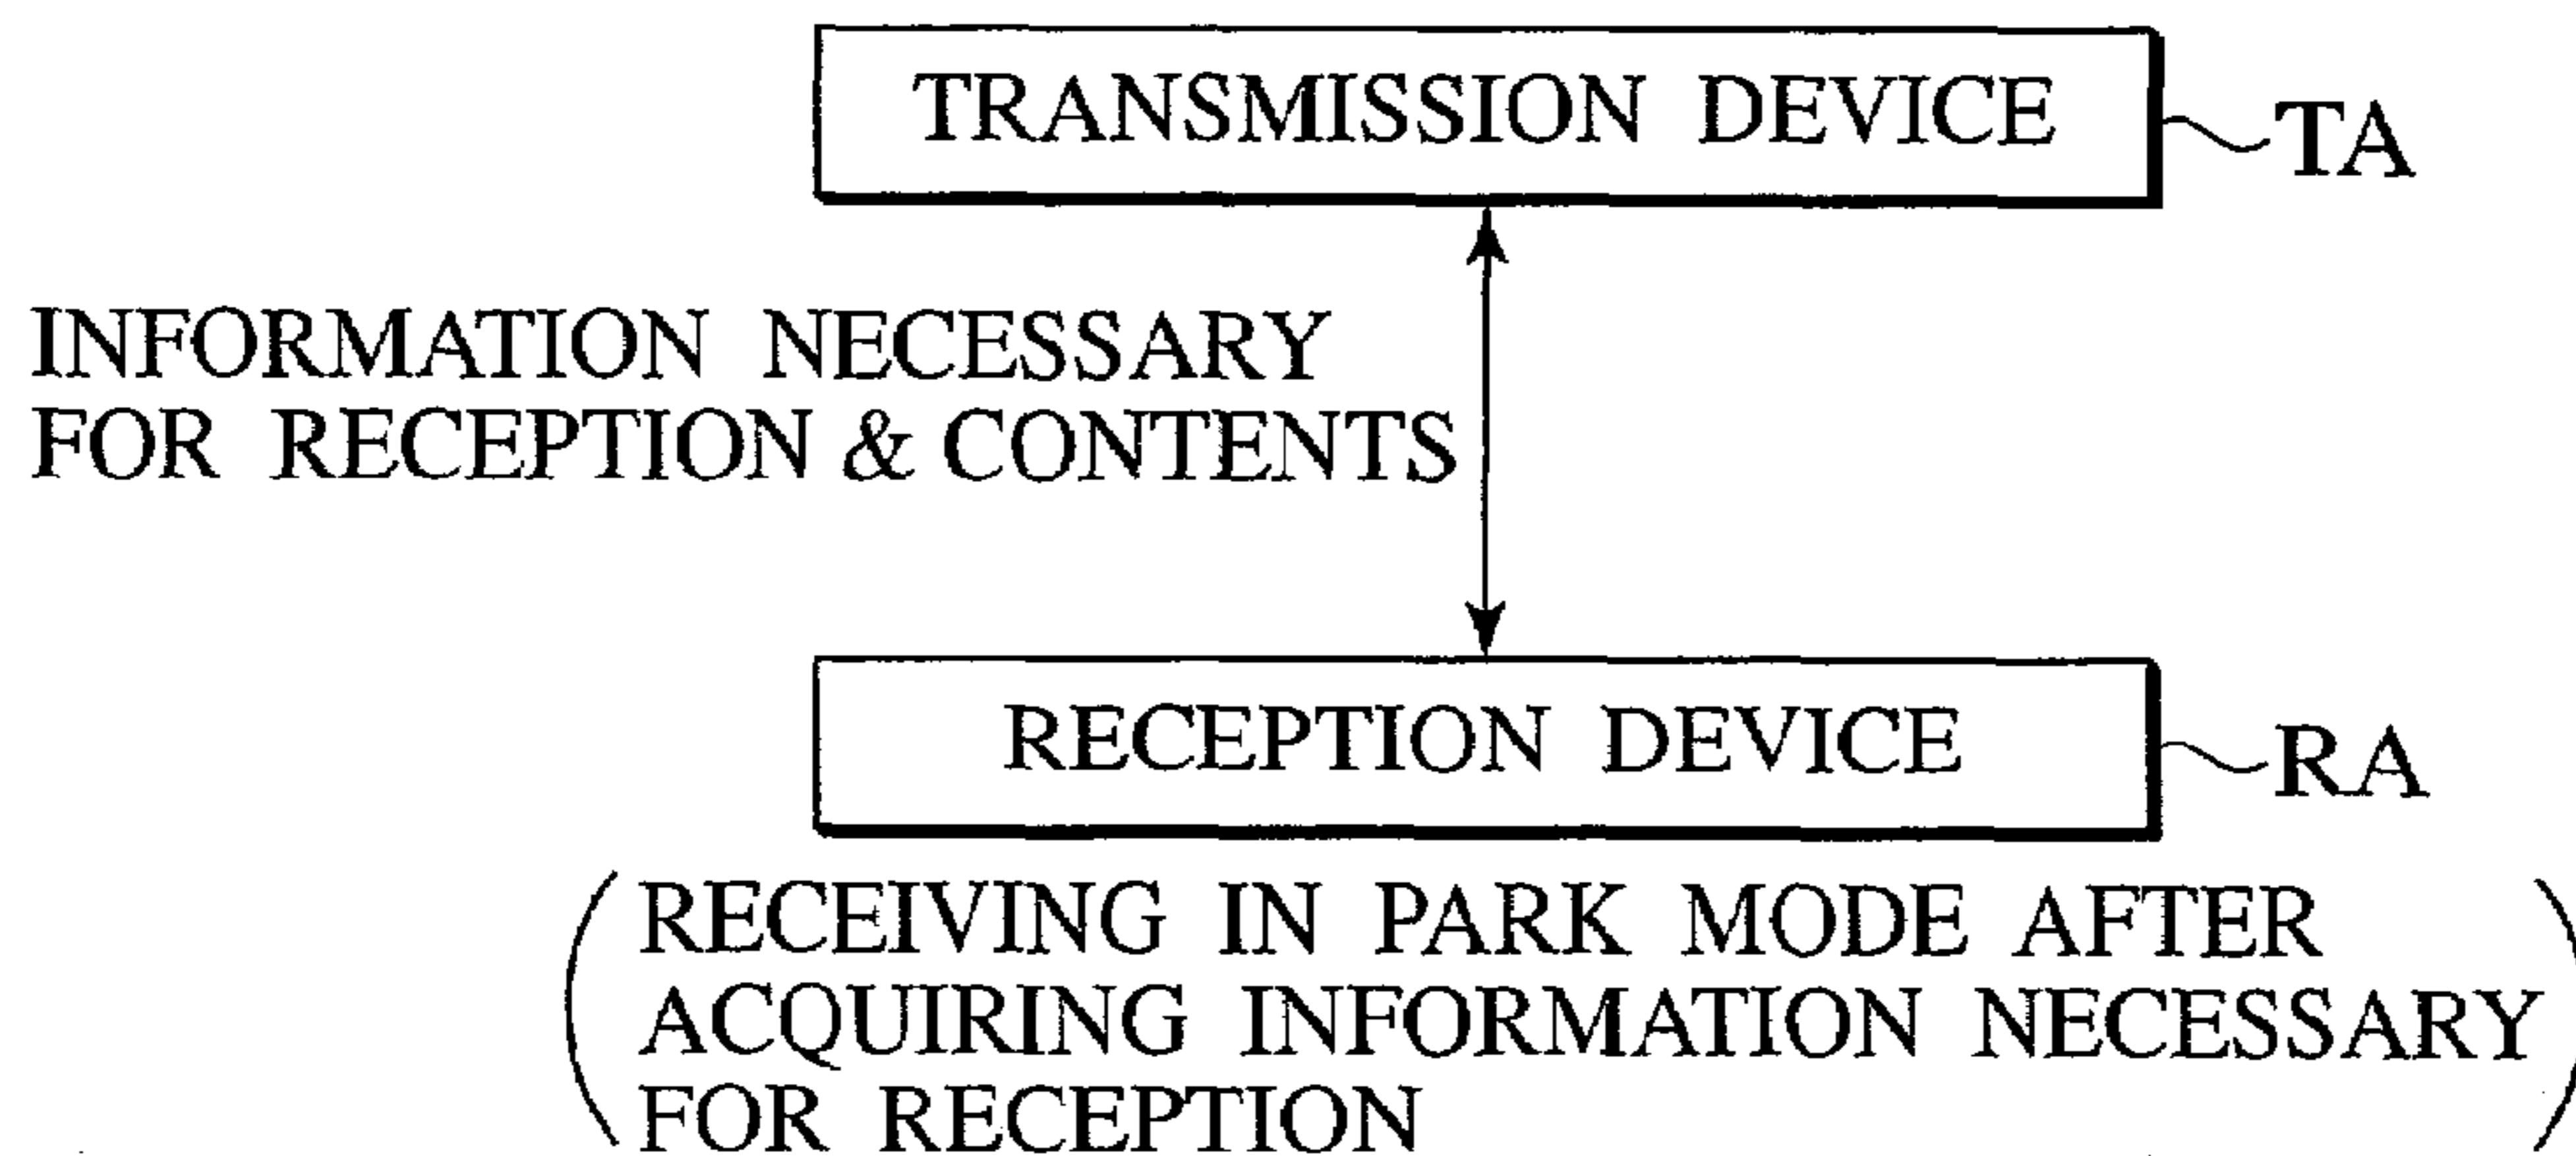 TRANSMISSION DEVICE
TA
INFORMATION NECESSARY
FOR RECEPTION & CONTENTS
RECEPTION DEVICE
RA
RECEIVING IN PARK MODE AFTER
ACQUIRING INFORMATION NECESSARY
FOR RECEPTION